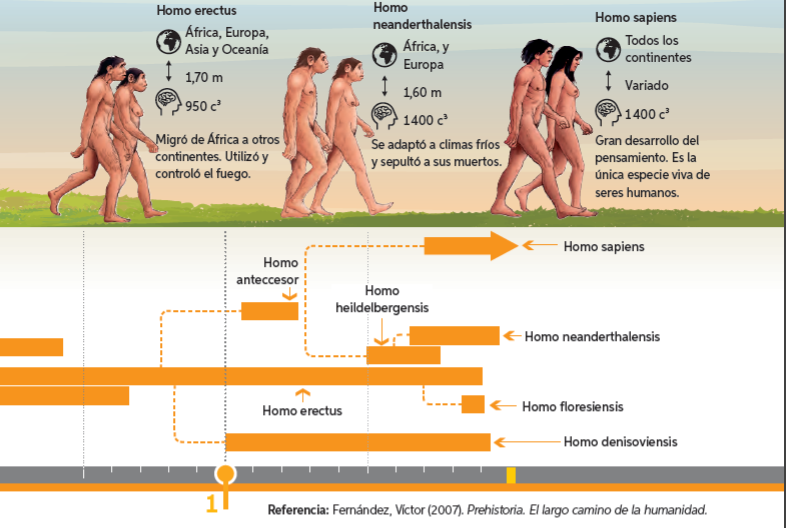 Homo erectus
África, Europa,
Asia y Oceanía
1,70 m
950 c³
Migró de África a otros
continentes. Utilizó y
controló el fuego.
Homo
neanderthalensis
África, y
Europa
1,60 m
1400 c³
Se adaptó a climas fríos
y sepultó a sus muertos.
Homo sapiens
Todos los
continentes
Variado
1400 c³
Gran desarrollo del
pensamiento. Es la
única especie viva de
seres humanos.
Homo sapiens
Homo
anteccesor
Homo
heildelbergensis
Homo neanderthalensis
Homo erectus
Homo floresiensis
Homo denisoviensis
1
Referencia: Fernández, Víctor (2007). Prehistoria. El largo camino de la humanidad.